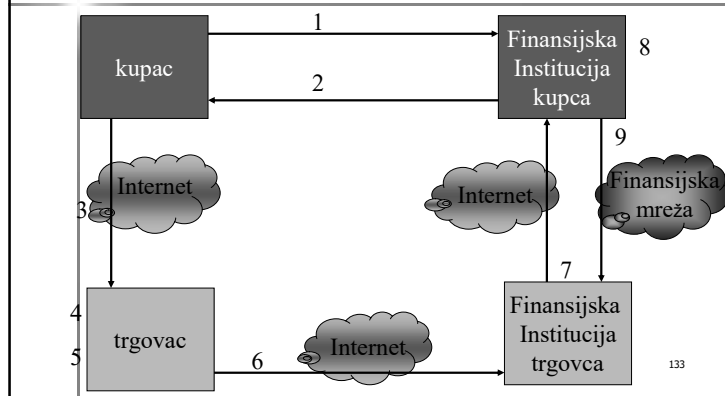 1
kupac
Finansijska
Institucija
kupca
8
2
9
Internet
3
Internet
Finansijska
mreža
7
4
5
trgovac
6
Internet
Finansijska
Institucija
trgovca
133